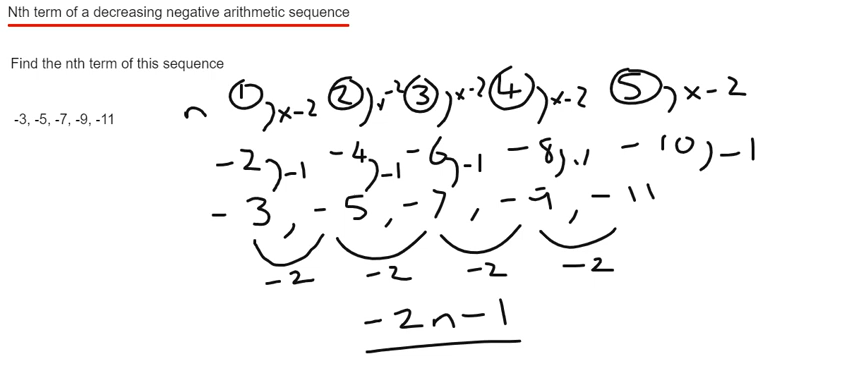 Nth term of a decreasing negative arithmetic sequence
Find the nth term of this sequence
-3, -5, -7, -9, -11
n ①)x-2 ②)x-2 ③)x-2 ④)x-2 ⑤)x-2
-2)-1 -4)-1 -6)-1 -8)-1 -10)-1
-3, -5, -7, -9, -11
-2 -2 -2 -2
-2n-1